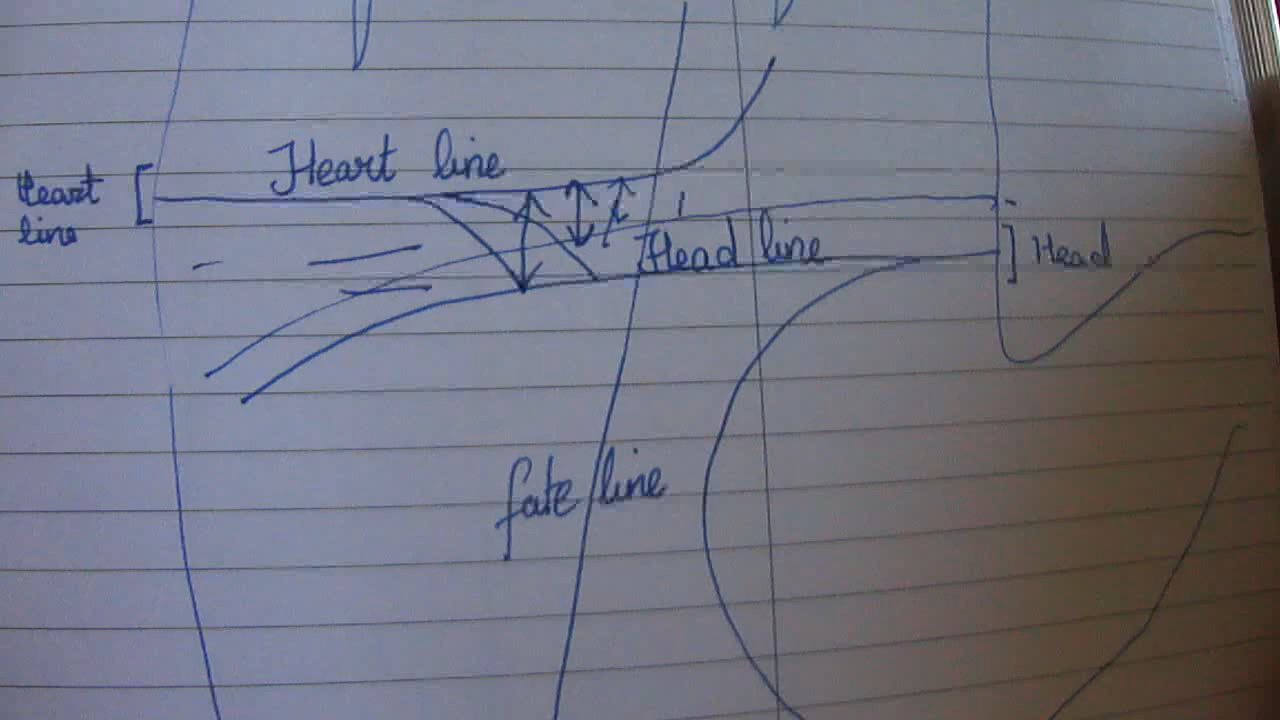 Heart line
Heart
line
Head line
Head
fate line